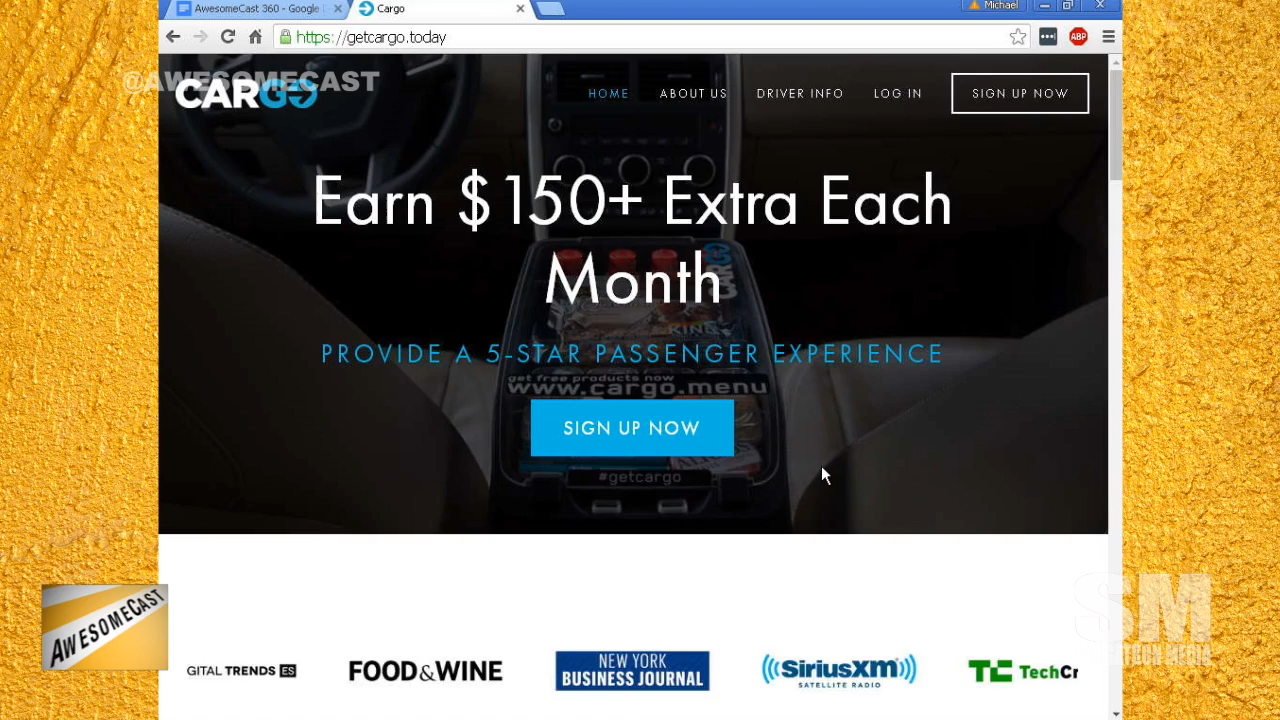 AwesomeCast 360 - Google
Cargo
Michael
https://getcargo.today
ABP
@AWESOMECAST
CARGO
HOME
ABOUT US
DRIVER INFO
LOG IN
SIGN UP NOW
Earn $150+ Extra Each
Month
PROVIDE A 5-STAR PASSENGER EXPERIENCE
CARGO
KIND
get free products now
www.cargo.menu
SIGN UP NOW
#getcargo
AWESOMECAST
SM
GITAL TRENDS ES
FOOD&WINE
NEW YORK
BUSINESS JOURNAL
SiriusXM
SATELLITE RADIO
TC TechCr
TECH MEDIA